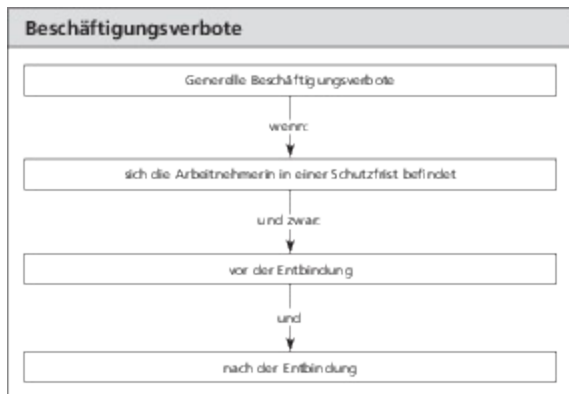 Beschäftigungsverbote
Generelle Beschäftigungsverbote
wenn:
sich die Arbeitnehmerin in einer Schutzfrist befindet
und zwar:
vor der Entbindung
und
nach der Entbindung